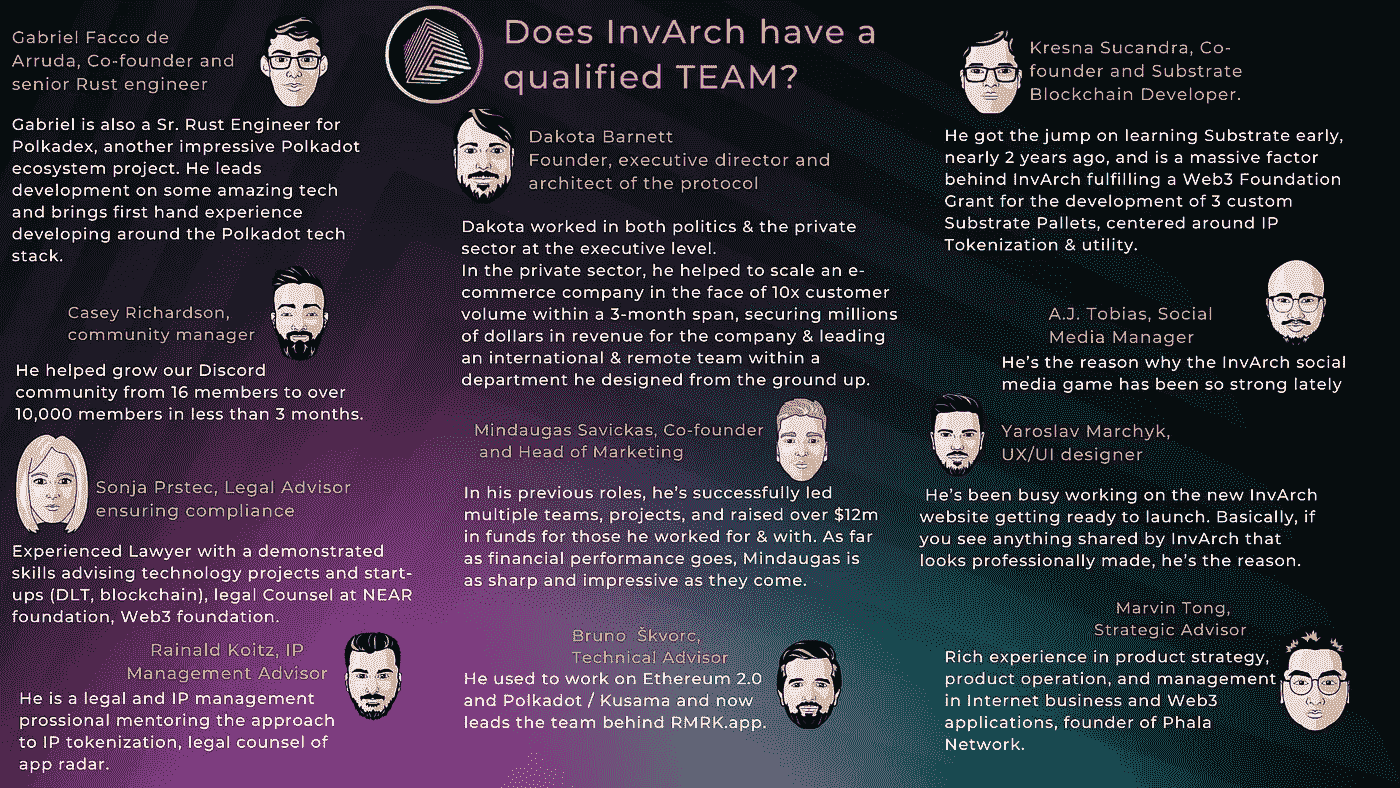 Does InvArch have a
qualified TEAM?
Gabriel Facco de
Arruda, Co-founder and
senior Rust engineer
Gabriel is also a Sr. Rust Engineer for
Polkadex, another impressive Polkadot
ecosystem project. He leads
development on some amazing tech
and brings first hand experience
developing around the Polkadot tech
stack.
Casey Richardson,
community manager
He helped grow our Discord
community from 16 members to over
10,000 members in less than 3 months.
Sonja Prstec, Legal Advisor
ensuring compliance
Experienced Lawyer with a demonstrated
skills advising technology projects and start-
ups (DLT, blockchain), legal Counsel at NEAR
foundation, Web3 foundation.
Rainald Koitz, IP
Management Advisor
He is a legal and IP management
prossional mentoring the approach
to IP tokenization, legal counsel of
app radar.
Dakota Barnett
Founder, executive director and
architect of the protocol
Dakota worked in both politics & the private
sector at the executive level.
In the private sector, he helped to scale an e-
commerce company in the face of 10x customer
volume within a 3-month span, securing millions
of dollars in revenue for the company & leading
an international & remote team within a
department he designed from the ground up.
Mindaugas Savickas, Co-founder
and Head of Marketing
In his previous roles, he's successfully led
multiple teams, projects, and raised over $12m
in funds for those he worked for & with. As far
as financial performance goes, Mindaugas is
as sharp and impressive as they come.
Bruno Škvorc,
Technical Advisor
He used to work on Ethereum 2.0
and Polkadot / Kusama and now
leads the team behind RMRK.app.
Kresna Sucandra, Co-
founder and Substrate
Blockchain Developer.
He got the jump on learning Substrate early,
nearly 2 years ago, and is a massive factor
behind InvArch fulfilling a Web3 Foundation
Grant for the development of 3 custom
Substrate Pallets, centered around IP
Tokenization & utility.
A.J. Tobias, Social
Media Manager
He's the reason why the InvArch social
media game has been so strong lately
Yaroslav Marchyk,
UX/UI designer
He's been busy working on the new InvArch
website getting ready to launch. Basically, if
you see anything shared by InvArch that
looks professionally made, he's the reason.
Marvin Tong,
Strategic Advisor
Rich experience in product strategy,
product operation, and management
in Internet business and Web3
applications, founder of Phala
Network.